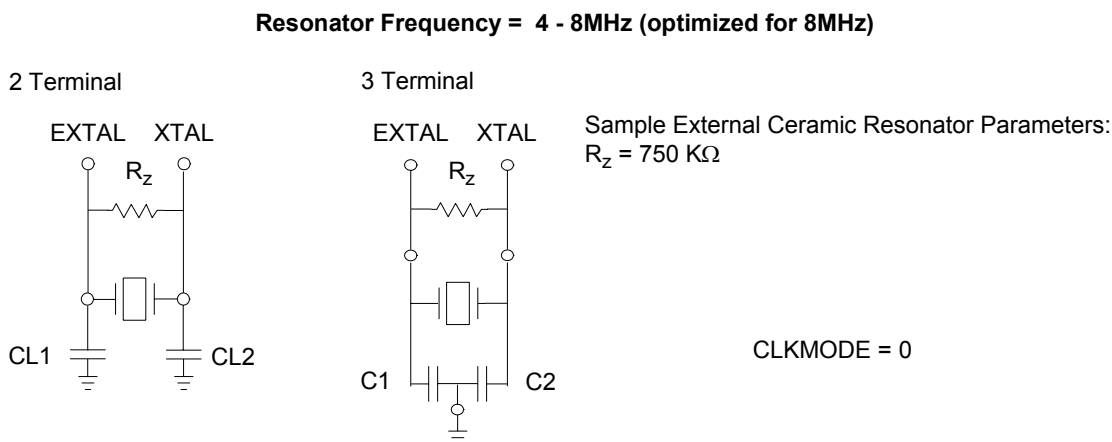 Resonator Frequency = 4 - 8MHz (optimized for 8MHz)
2 Terminal
EXTAL XTAL
Rz
CL1
CL2
3 Terminal
EXTAL XTAL
Rz
C1
C2
Sample External Ceramic Resonator Parameters:
Rz = 750 KΩ
CLKMODE = 0